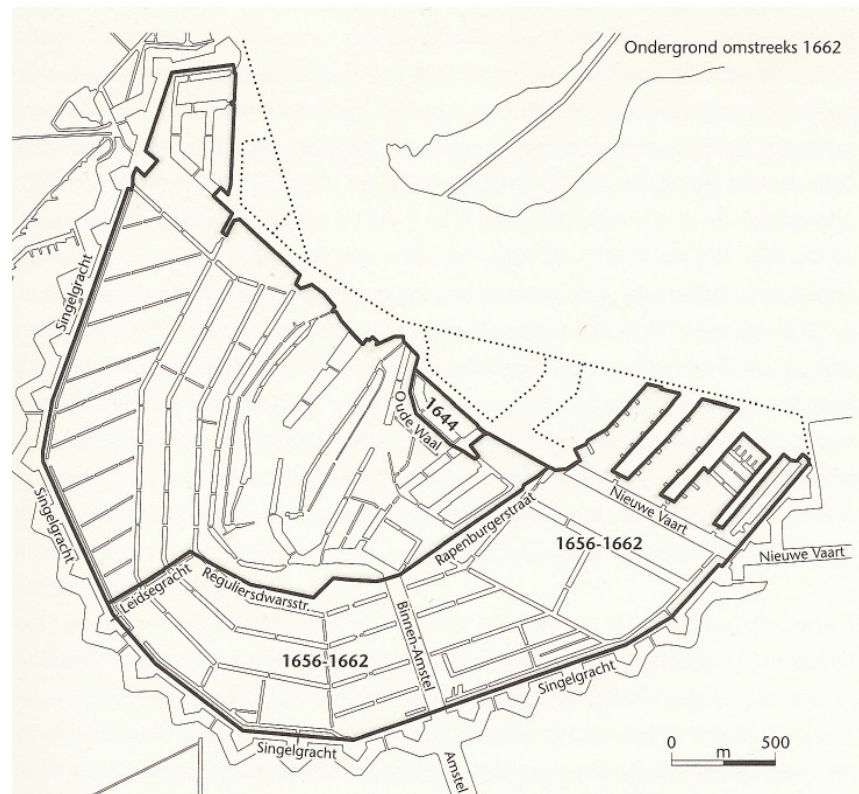 Ondergrond omstreeks 1662
Singelgracht
Oude Waal
1644
Singelgracht
Nieuwe Vaart
Rapenburgerstraat
1656-1662
Nieuwe Vaart
Leidsegracht
Reguliersdwarsstr.
Binnen-Amstel
1656-1662
Singelgracht
Singelgracht
Amstel
0 m 500